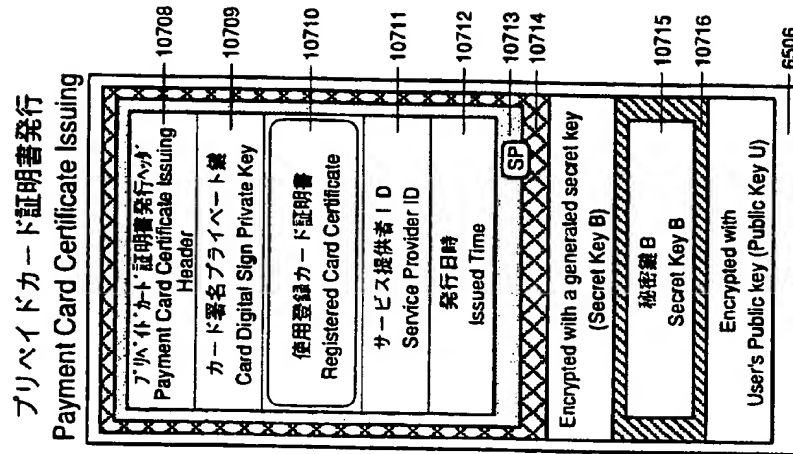 プリペイドカード証明書発行
Payment Card Certificate Issuing
プリペイドカード証明書発行ヘッダ
Payment Card Certificate Issuing
Header
10708
カード署名プライベート鍵
Card Digital Sign Private Key
10709
使用登録カード証明書
Registered Card Certificate
10710
サービス提供者ID
Service Provider ID
10711
発行日時
Issued Time
10712
SP
10713
10714
Encrypted with a generated secret key
(Secret Key B)
秘密鍵B
Secret Key B
10715
10716
Encrypted with
User's Public key (Public Key U)
6506